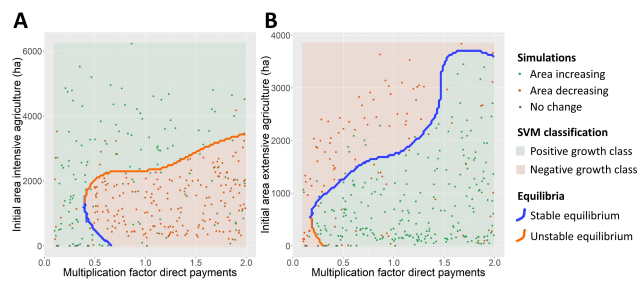 A
Initial area intensive agriculture (ha)
6000
4000
2000
0
0.0 0.5 1.0 1.5 2.0
Multiplication factor direct payments
B
Initial area extensive agriculture (ha)
4000
3000
2000
1000
0
0.0 0.5 1.0 1.5 2.0
Multiplication factor direct payments
Simulations
Area increasing
Area decreasing
No change
SVM classification
Positive growth class
Negative growth class
Equilibria
Stable equilibrium
Unstable equilibrium